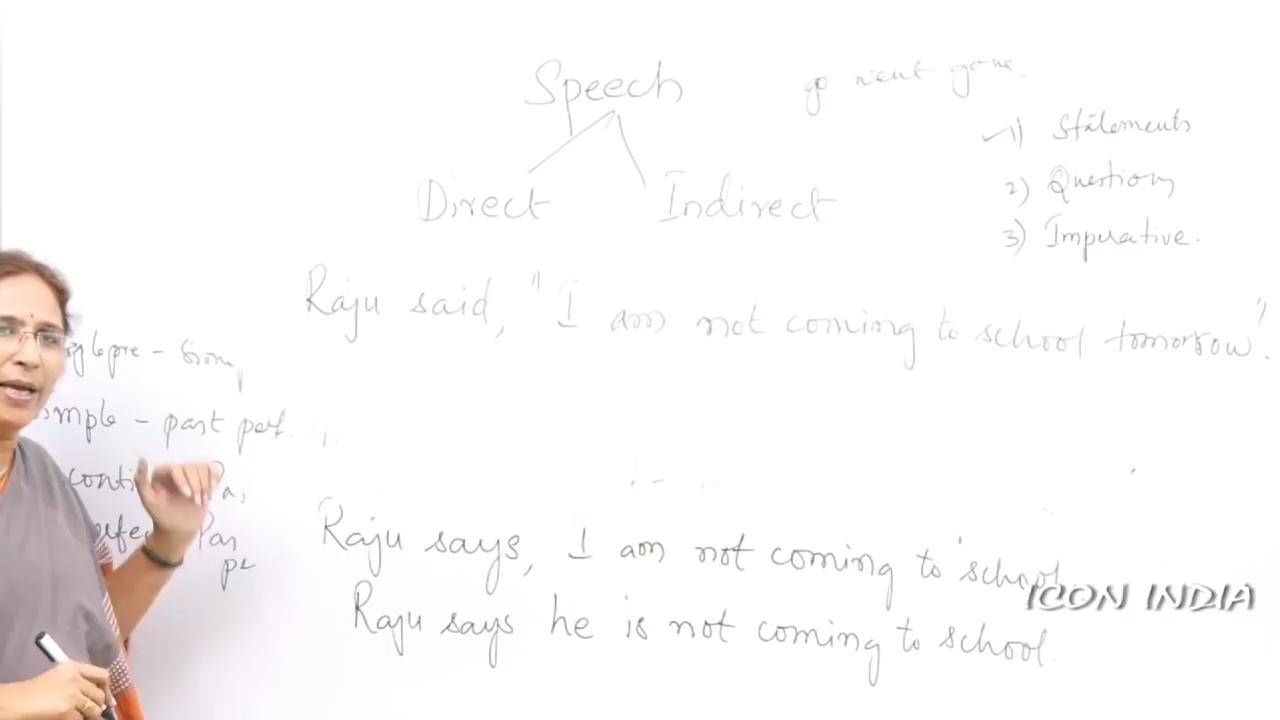 Speech
go went gone.
1) Statements
2) Questions
3) Imperative.
Direct Indirect
Raju said, "I am not coming to school tomorrow".
- past perf.
Raju says, I am not coming to school
Raju says he is not coming to school.
ICON INDIA